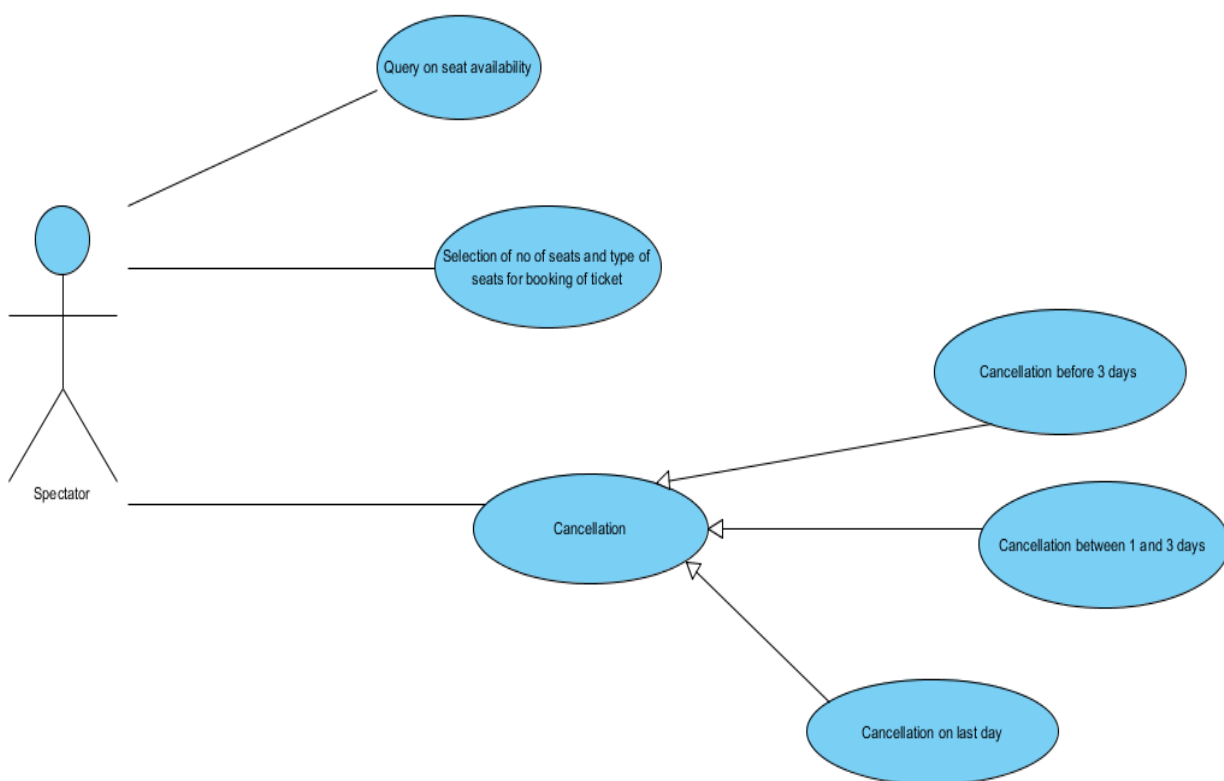 Query on seat availability
Selection of no of seats and type of
seats for booking of ticket
Cancellation before 3 days
Spectator
Cancellation
Cancellation between 1 and 3 days
Cancellation on last day